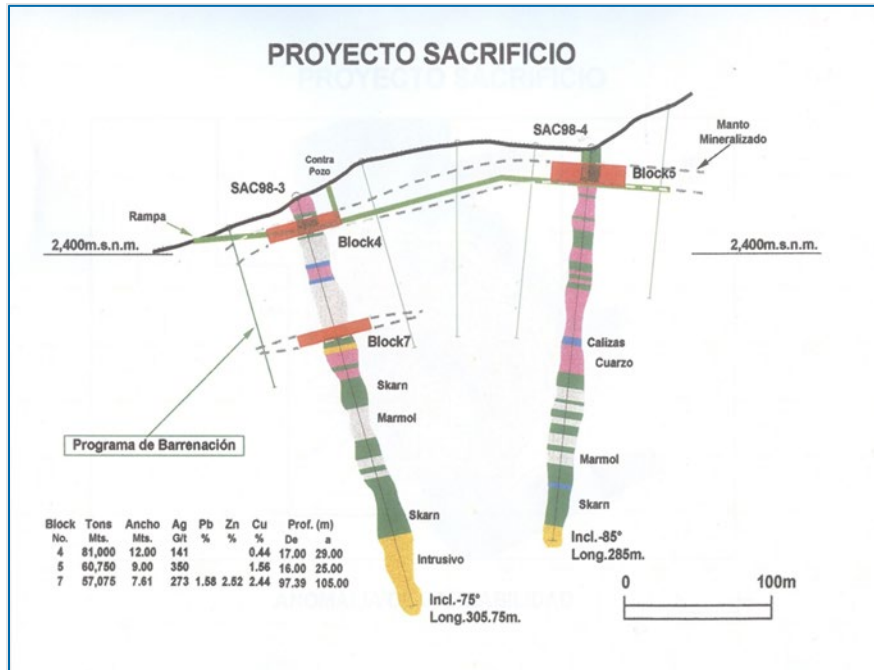 PROYECTO SACRIFICIO
SAC98-4
Manto
Mineralizado
Contra
Pozo
SAC98-3
Block5
Rampa
2,400m.s.n.m.
Block4
2,400m.s.n.m.
Block7
Calizas
Cuarzo
Skarn
Marmol
Programa de Barrenación
Marmol
Skarn
Skarn
Intrusivo
Incl.-85°
Long.285m.
Block Tons Ancho Ag Pb Zn Cu Prof. (m)
No. Mts. Mts. G/t % % % De a
4 81,000 12.00 141 0.44 17.00 29.00
5 60,750 9.00 350 1.56 16.00 25.00
7 57,075 7.61 273 1.58 2.52 2.44 97.39 105.00
Incl.-75°
Long.305.75m.
0 100m